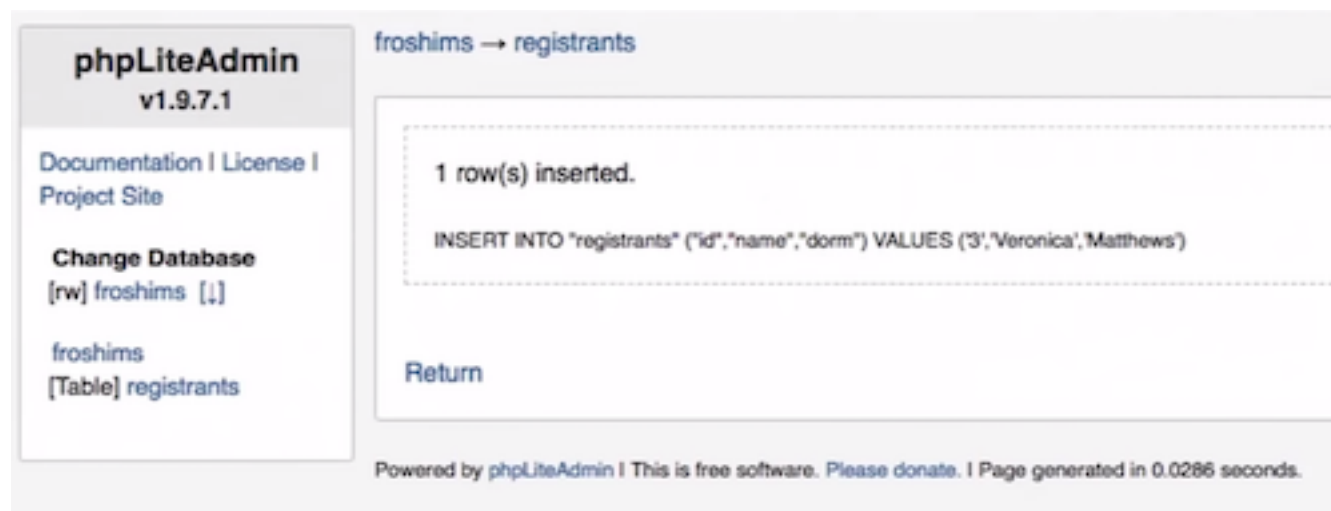 phpLiteAdmin
v1.9.7.1
Documentation | License |
Project Site
Change Database
[rw] froshims [↓]
froshims
[Table] registrants
froshims → registrants
1 row(s) inserted.
INSERT INTO "registrants" ("id","name","dorm") VALUES ('3','Veronica','Matthews')
Return
Powered by phpLiteAdmin | This is free software. Please donate. | Page generated in 0.0286 seconds.